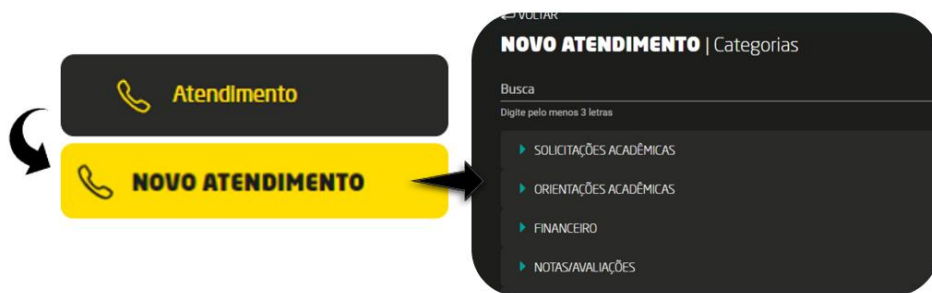 Atendimento
NOVO ATENDIMENTO
VOLTAR
NOVO ATENDIMENTO | Categorias
Busca
Digite pelo menos 3 letras
SOLICITAÇÕES ACADÊMICAS
ORIENTAÇÕES ACADÊMICAS
FINANCEIRO
NOTAS/AVALIAÇÕES